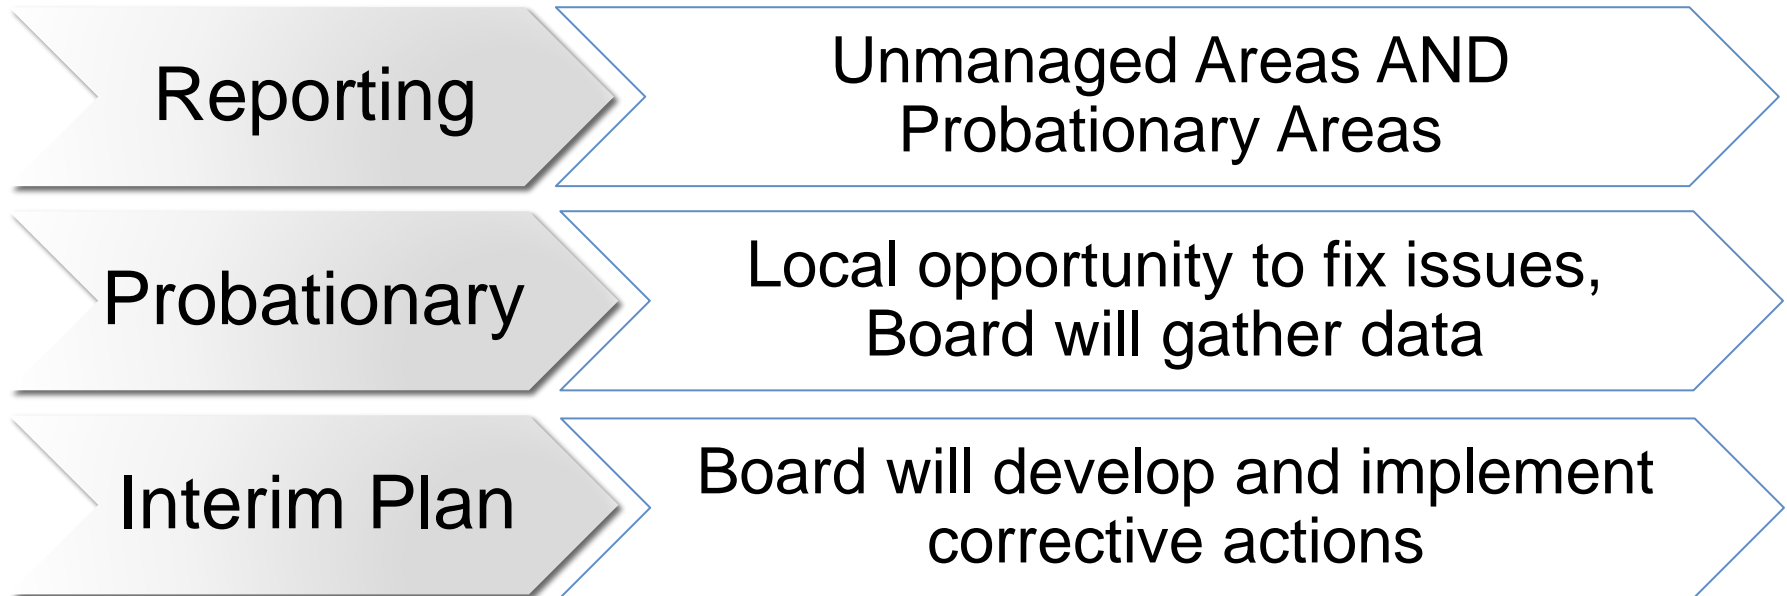 Reporting
Unmanaged Areas AND
Probationary Areas
Probationary
Local opportunity to fix issues,
Board will gather data
Interim Plan
Board will develop and implement
corrective actions